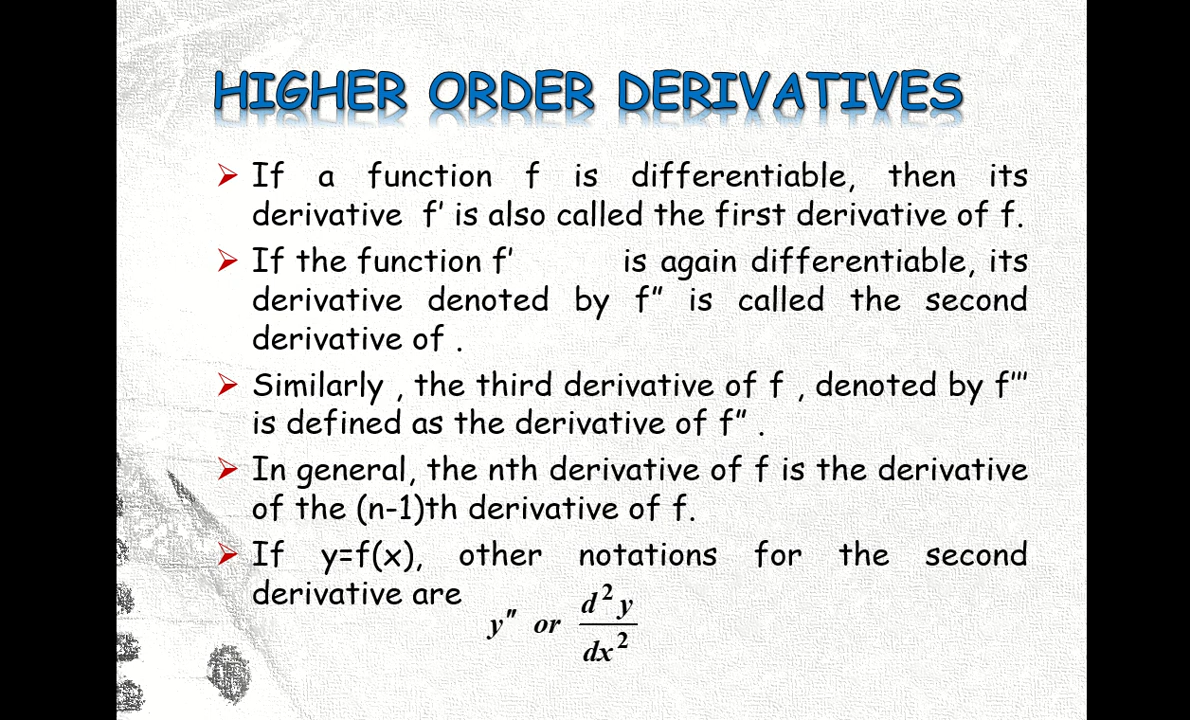 HIGHER ORDER DERIVATIVES
If a function f is differentiable, then its
derivative f' is also called the first derivative of f.
If the function f' is again differentiable, its
derivative denoted by f" is called the second
derivative of .
Similarly , the third derivative of f , denoted by f'''
is defined as the derivative of f" .
In general, the nth derivative of f is the derivative
of the (n-1)th derivative of f.
If y=f(x), other notations for the second
derivative are
y" or d²y/dx²